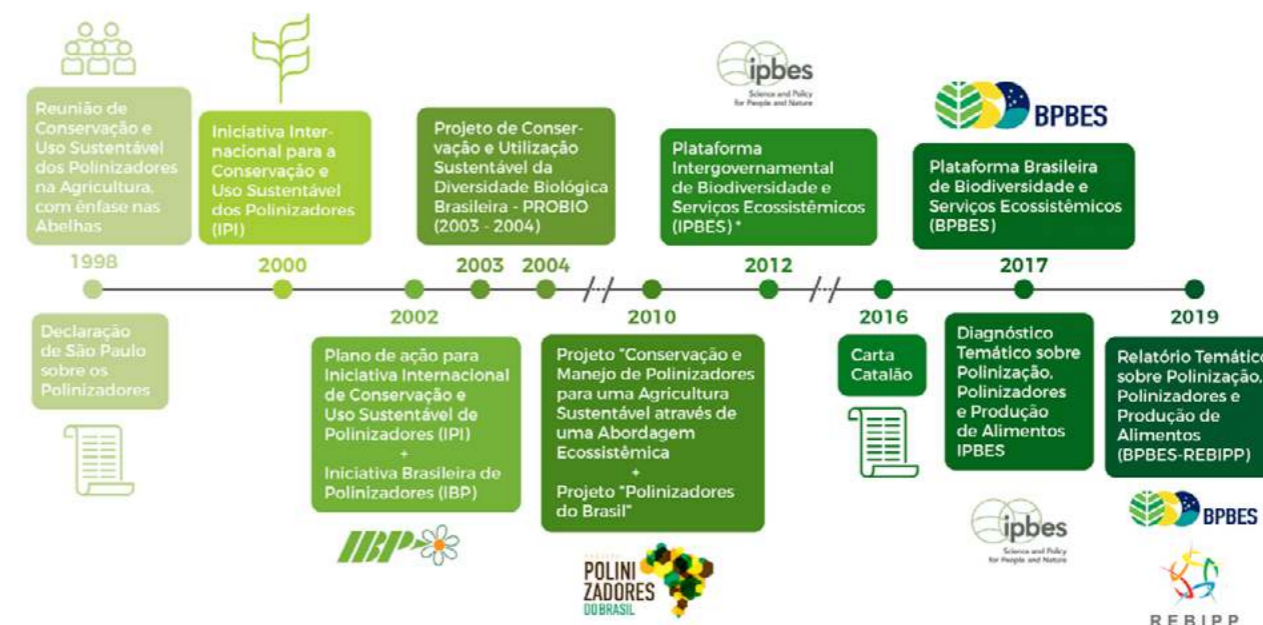 ipbes
Science and Policy
for People and Nature
BPBES
Reunião de
Conservação e
Uso Sustentável
dos Polinizadores
na Agricultura,
com ênfase nas
Abelhas
Iniciativa Inter-
nacional para a
Conservação e
Uso Sustentável
dos Polinizadores
(IPI)
Projeto de Conser-
vação e Utilização
Sustentável da
Diversidade Biológica
Brasileira - PROBIO
(2003 - 2004)
Plataforma
Intergovernamental
de Biodiversidade e
Serviços Ecossistêmicos
(IPBES) *
Plataforma Brasileira
de Biodiversidade e
Serviços Ecossistêmicos
(BPBES)
1998
2000
2003
2004
2012
2017
2002
2010
2016
2019
Declaração
de São Paulo
sobre os
Polinizadores
Plano de ação para
Iniciativa Internacional
de Conservação e
Uso Sustentável de
Polinizadores (IPI)
+
Iniciativa Brasileira de
Polinizadores (IBP)
IBP
Projeto "Conservação e
Manejo de Polinizadores
para uma Agricultura
Sustentável através de
uma Abordagem
Ecossistêmica
+
Projeto "Polinizadores
do Brasil"
POLINI
ZADORES
DO BRASIL
Carta
Catalão
Diagnóstico
Temático sobre
Polinização,
Polinizadores
e Produção
de Alimentos
IPBES
ipbes
Science and Policy
for People and Nature
Relatório Temático
sobre Polinização,
Polinizadores e
Produção de
Alimentos
(BPBES-REBIPP)
BPBES
REBIPP